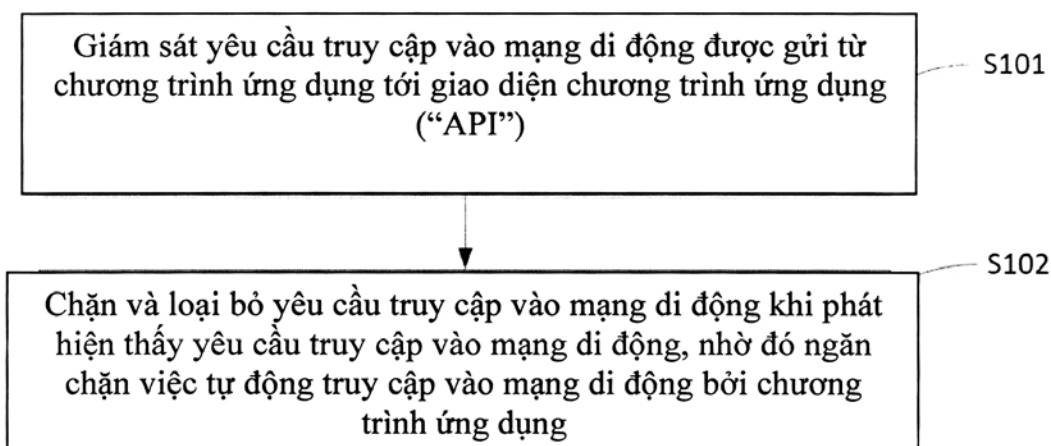 Giám sát yêu cầu truy cập vào mạng di động được gửi từ
chương trình ứng dụng tới giao diện chương trình ứng dụng
(“API”)
S101
Chặn và loại bỏ yêu cầu truy cập vào mạng di động khi phát
hiện thấy yêu cầu truy cập vào mạng di động, nhờ đó ngăn
chặn việc tự động truy cập vào mạng di động bởi chương
trình ứng dụng
S102